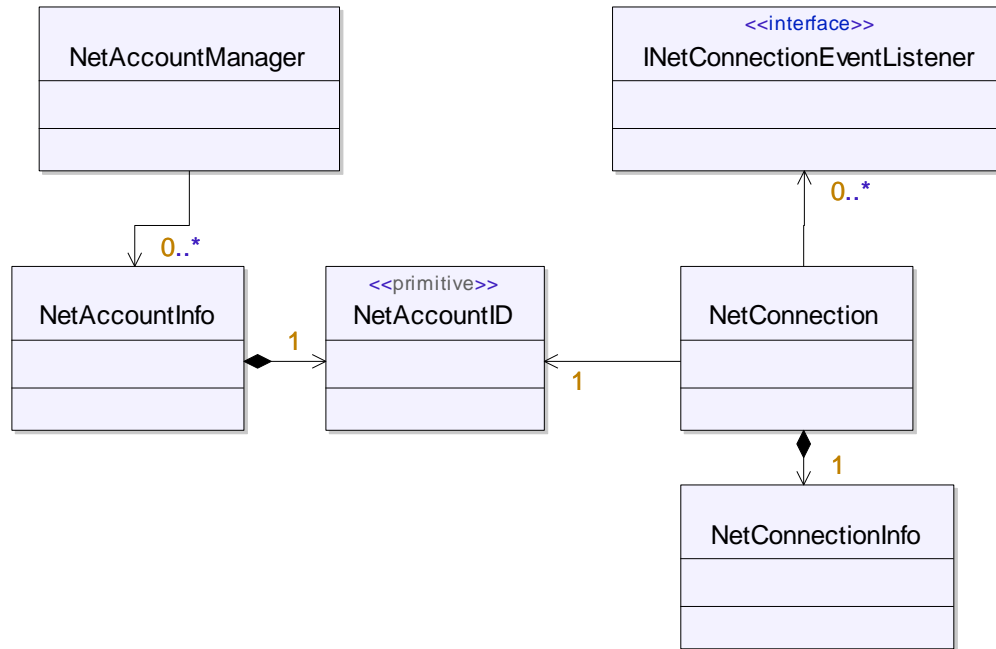 NetAccountManager
<<interface>>
INetConnectionEventListener
0..*
0..*
NetAccountInfo
<<primitive>>
NetAccountID
NetConnection
1
1
1
NetConnectionInfo